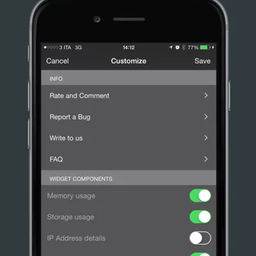 3 ITA 3G 14:12 77%
Cancel Customize Save
INFO
Rate and Comment
Report a Bug
Write to us
FAQ
WIDGET COMPONENTS
Memory usage
Storage usage
IP Address details